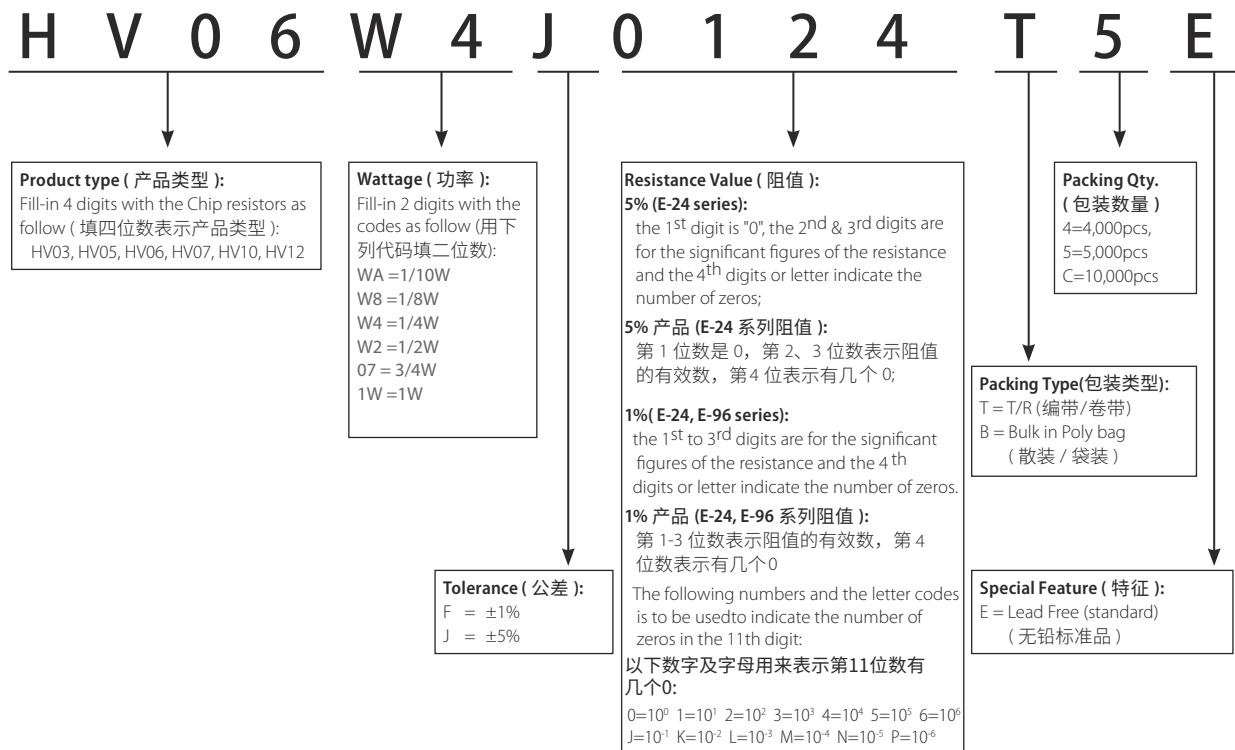 H V 0 6 W 4 J 0 1 2 4 T 5 E
Product type ( 产品类型 ):
Fill-in 4 digits with the Chip resistors as
follow ( 填四位数表示产品类型 ):
HV03, HV05, HV06, HV07, HV10, HV12
Wattage ( 功率 ):
Fill-in 2 digits with the
codes as follow (用下
列代码填二位数):
WA =1/10W
W8 =1/8W
W4 =1/4W
W2 =1/2W
07 = 3/4W
1W =1W
Tolerance ( 公差 ):
F = ±1%
J = ±5%
Resistance Value ( 阻值 ):
5% (E-24 series):
the 1st digit is "0", the 2nd & 3rd digits are
for the significant figures of the resistance
and the 4th digits or letter indicate the
number of zeros;
5% 产品 (E-24 系列阻值 ):
第 1 位数是 0，第 2、3 位数表示阻值
的有效数，第4 位表示有几个 0;
1%( E-24, E-96 series):
the 1st to 3rd digits are for the significant
figures of the resistance and the 4 th
digits or letter indicate the number of zeros.
1% 产品 (E-24, E-96 系列阻值 ):
第 1-3 位数表示阻值的有效数，第 4
位数表示有几个0
The following numbers and the letter codes
is to be usedto indicate the number of
zeros in the 11th digit:
以下数字及字母用来表示第11位数有
几个0:
0=10⁰ 1=10¹ 2=10² 3=10³ 4=10⁴ 5=10⁵ 6=10⁶
J=10⁻¹ K=10⁻² L=10⁻³ M=10⁻⁴ N=10⁻⁵ P=10⁻⁶
Packing Qty.
( 包装数量 )
4=4,000pcs,
5=5,000pcs
C=10,000pcs
Packing Type(包装类型):
T = T/R (编带/卷带)
B = Bulk in Poly bag
( 散装 / 袋装 )
Special Feature ( 特征 ):
E = Lead Free (standard)
( 无铅标准品 )